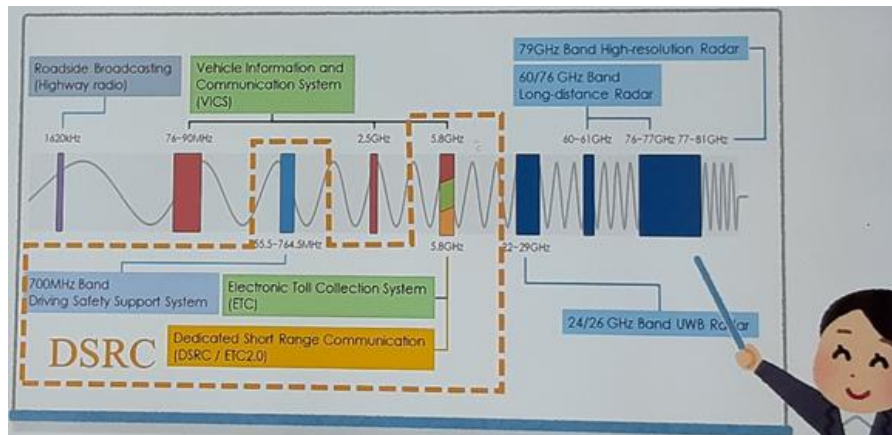 79GHz Band High-resolution Radar
Roadside Broadcasting
(Highway radio)
Vehicle Information and
Communication System
(VICS)
60/76 GHz Band
Long-distance Radar
1620kHz
76-90MHz
2.5GHz
5.8GHz
60-61GHz
76-77GHz
77-81GHz
55.5-764.5MHz
5.8GHz
22-29GHz
700MHz Band
Driving Safety Support System
Electronic Toll Collection System
(ETC)
24/26 GHz Band UWB Radar
DSRC
Dedicated Short Range Communication
(DSRC / ETC2.0)